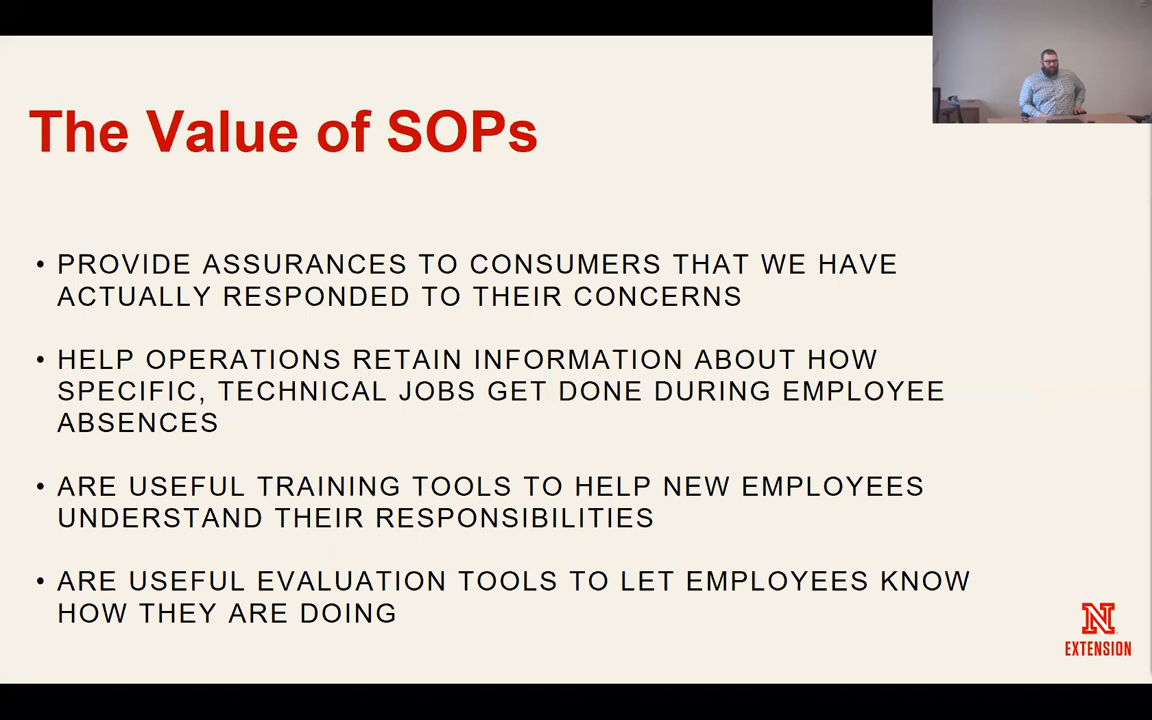 The Value of SOPs
• PROVIDE ASSURANCES TO CONSUMERS THAT WE HAVE
ACTUALLY RESPONDED TO THEIR CONCERNS
• HELP OPERATIONS RETAIN INFORMATION ABOUT HOW
SPECIFIC, TECHNICAL JOBS GET DONE DURING EMPLOYEE
ABSENCES
• ARE USEFUL TRAINING TOOLS TO HELP NEW EMPLOYEES
UNDERSTAND THEIR RESPONSIBILITIES
• ARE USEFUL EVALUATION TOOLS TO LET EMPLOYEES KNOW
HOW THEY ARE DOING
N
EXTENSION